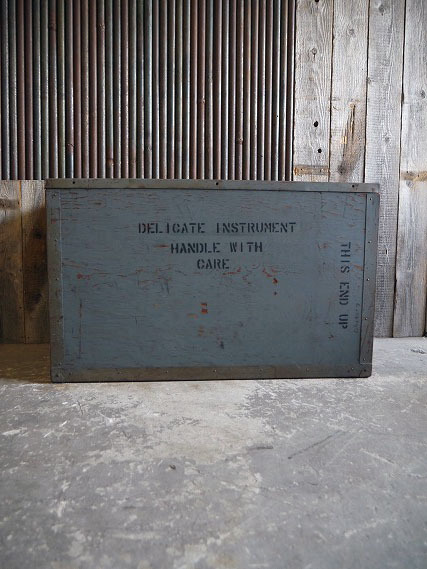 DELICATE INSTRUMENT
HANDLE WITH
CARE
THIS END UP